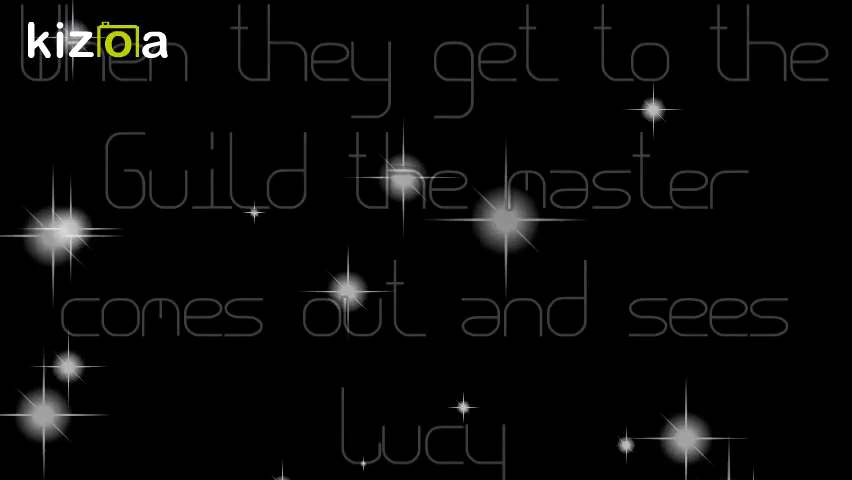 kizoa
When they get to the
Guild the master
comes out and sees
Lucy